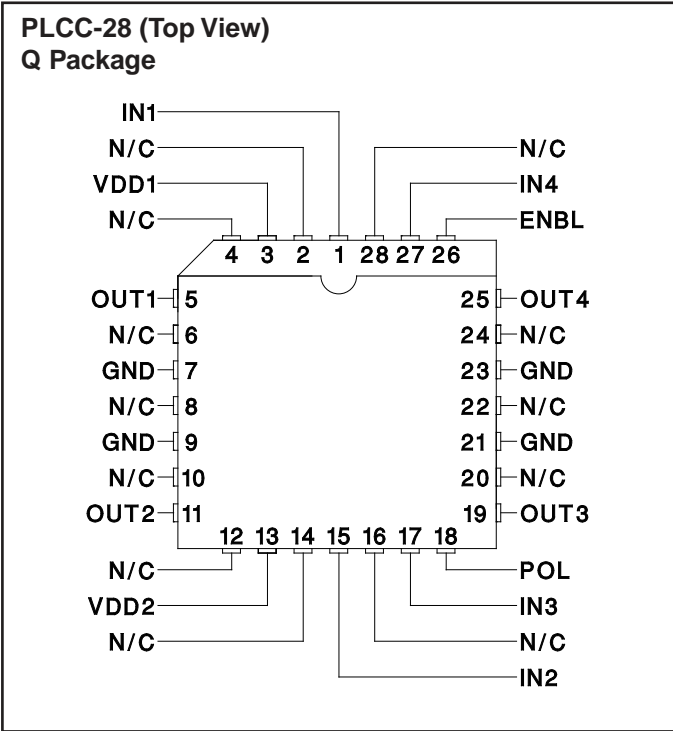 PLCC-28 (Top View)
Q Package
IN1
N/C N/C
VDD1 IN4
N/C ENBL
4 3 2 1 28 27 26
OUT1 5 25 OUT4
N/C 6 24 N/C
GND 7 23 GND
N/C 8 22 N/C
GND 9 21 GND
N/C 10 20 N/C
OUT2 11 19 OUT3
12 13 14 15 16 17 18
N/C POL
VDD2 IN3
N/C N/C
IN2